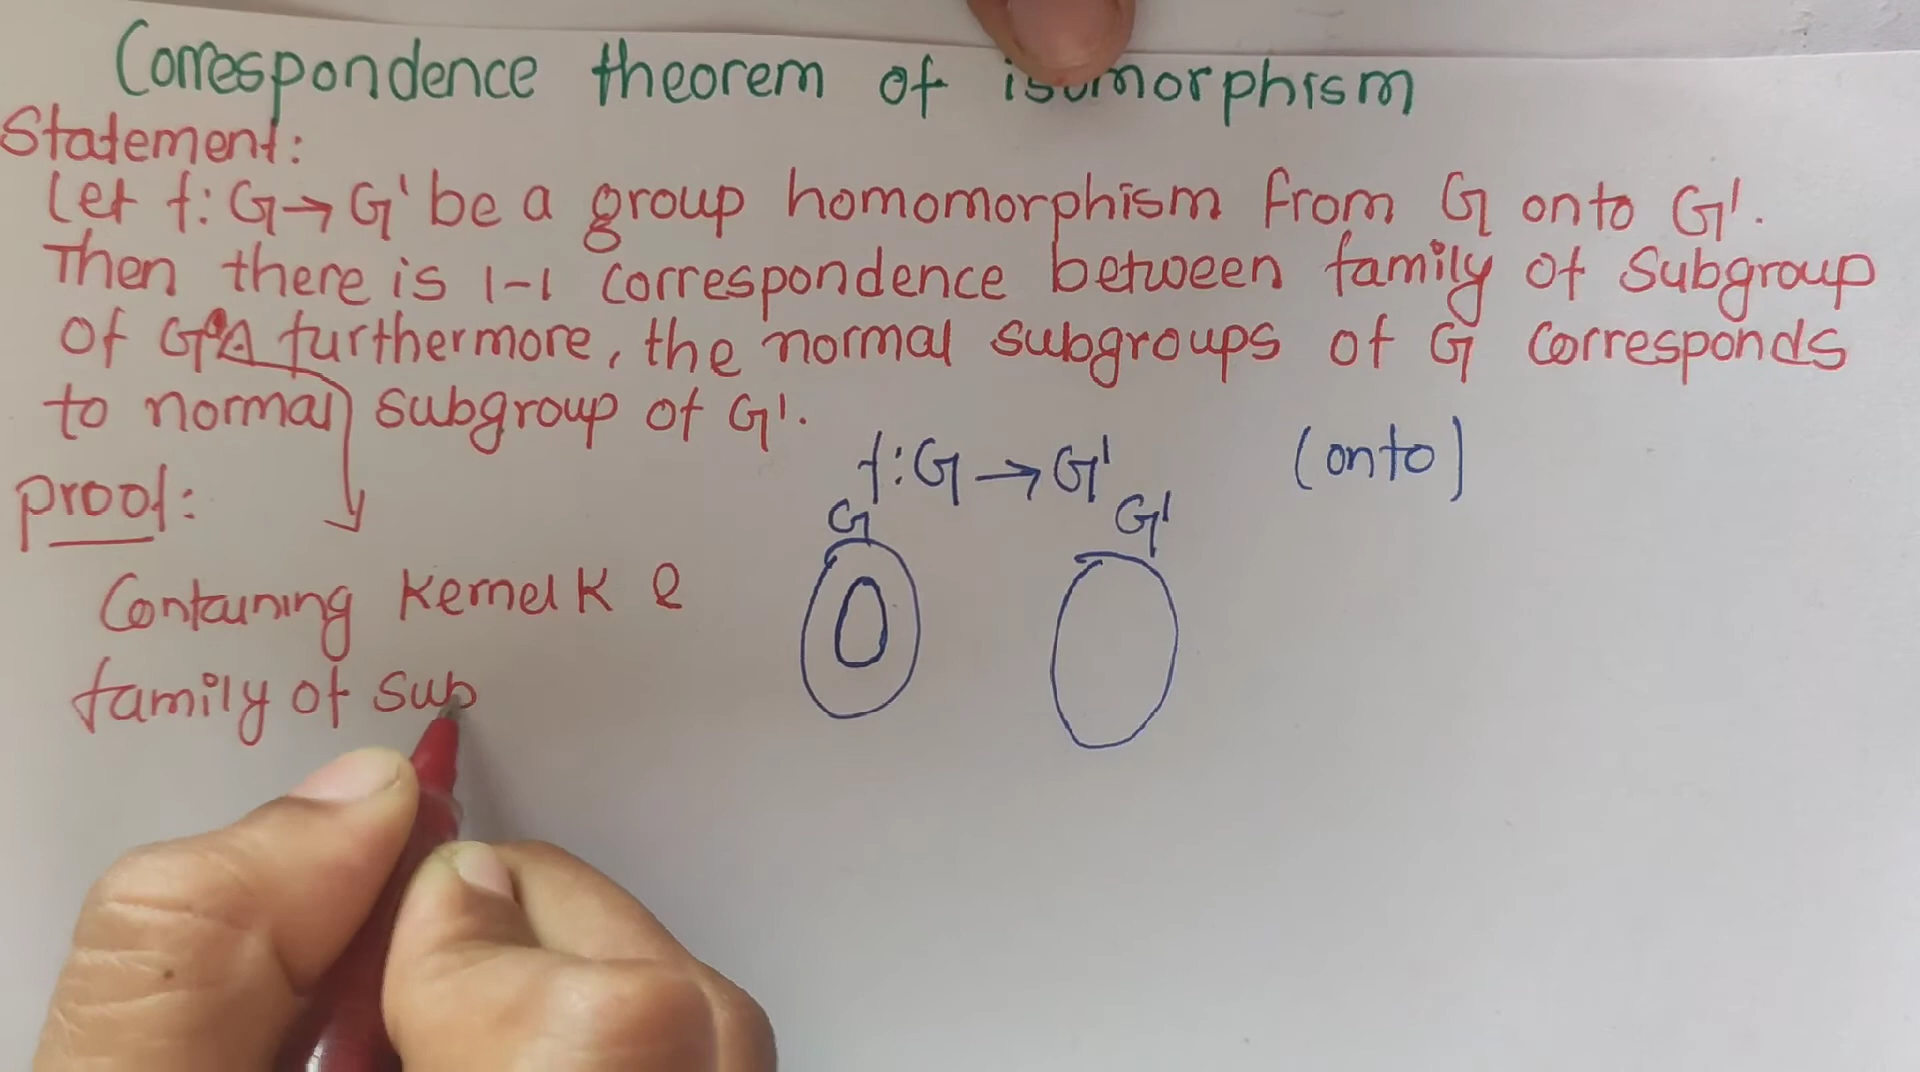 Correspondence theorem of isomorphism
Statement:
Let f: G → G' be a group homomorphism from G onto G'.
Then there is 1-1 correspondence between family of subgroup
of G furthermore, the normal subgroups of G corresponds
to normal subgroup of G'.
f: G → G' (onto)
proof:
G G'
Containing Kernel K &
family of sub